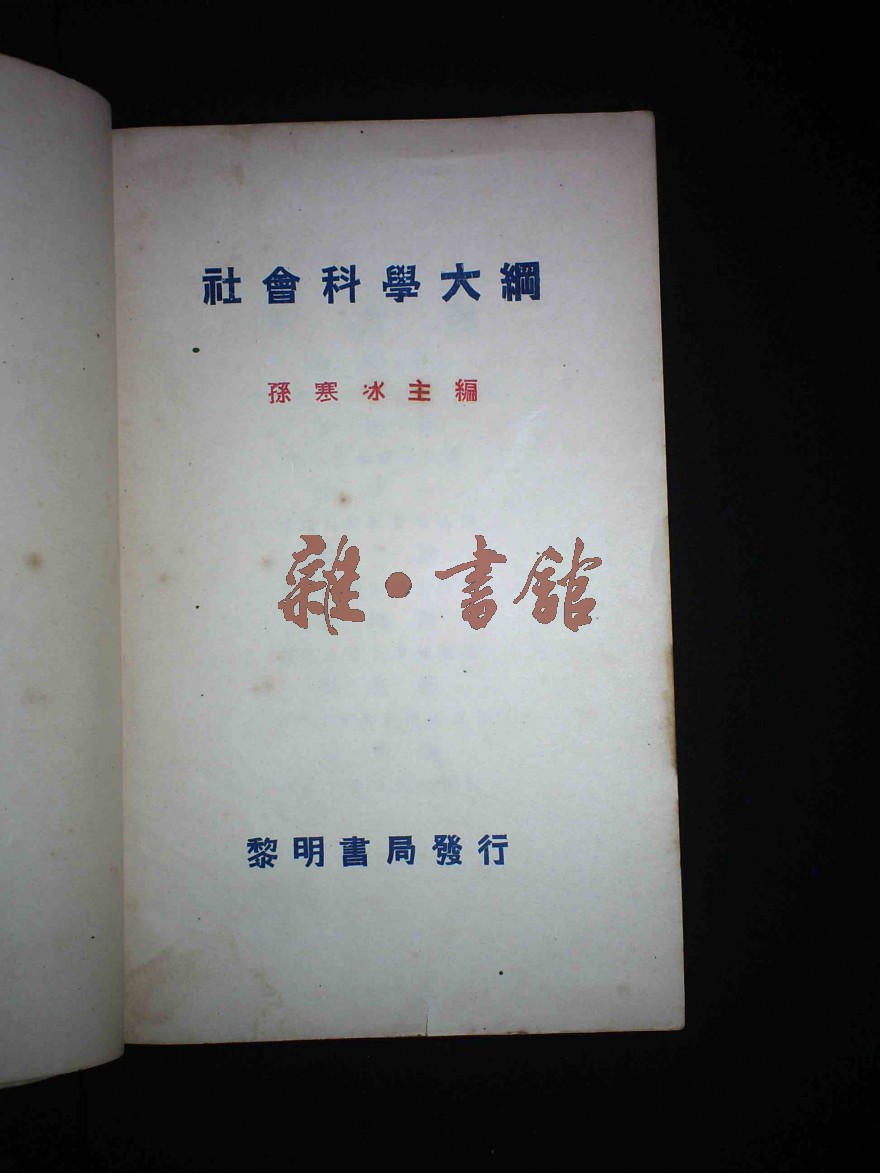 社會科學大綱
孫寒冰主編
雜·書舘
黎明書局發行